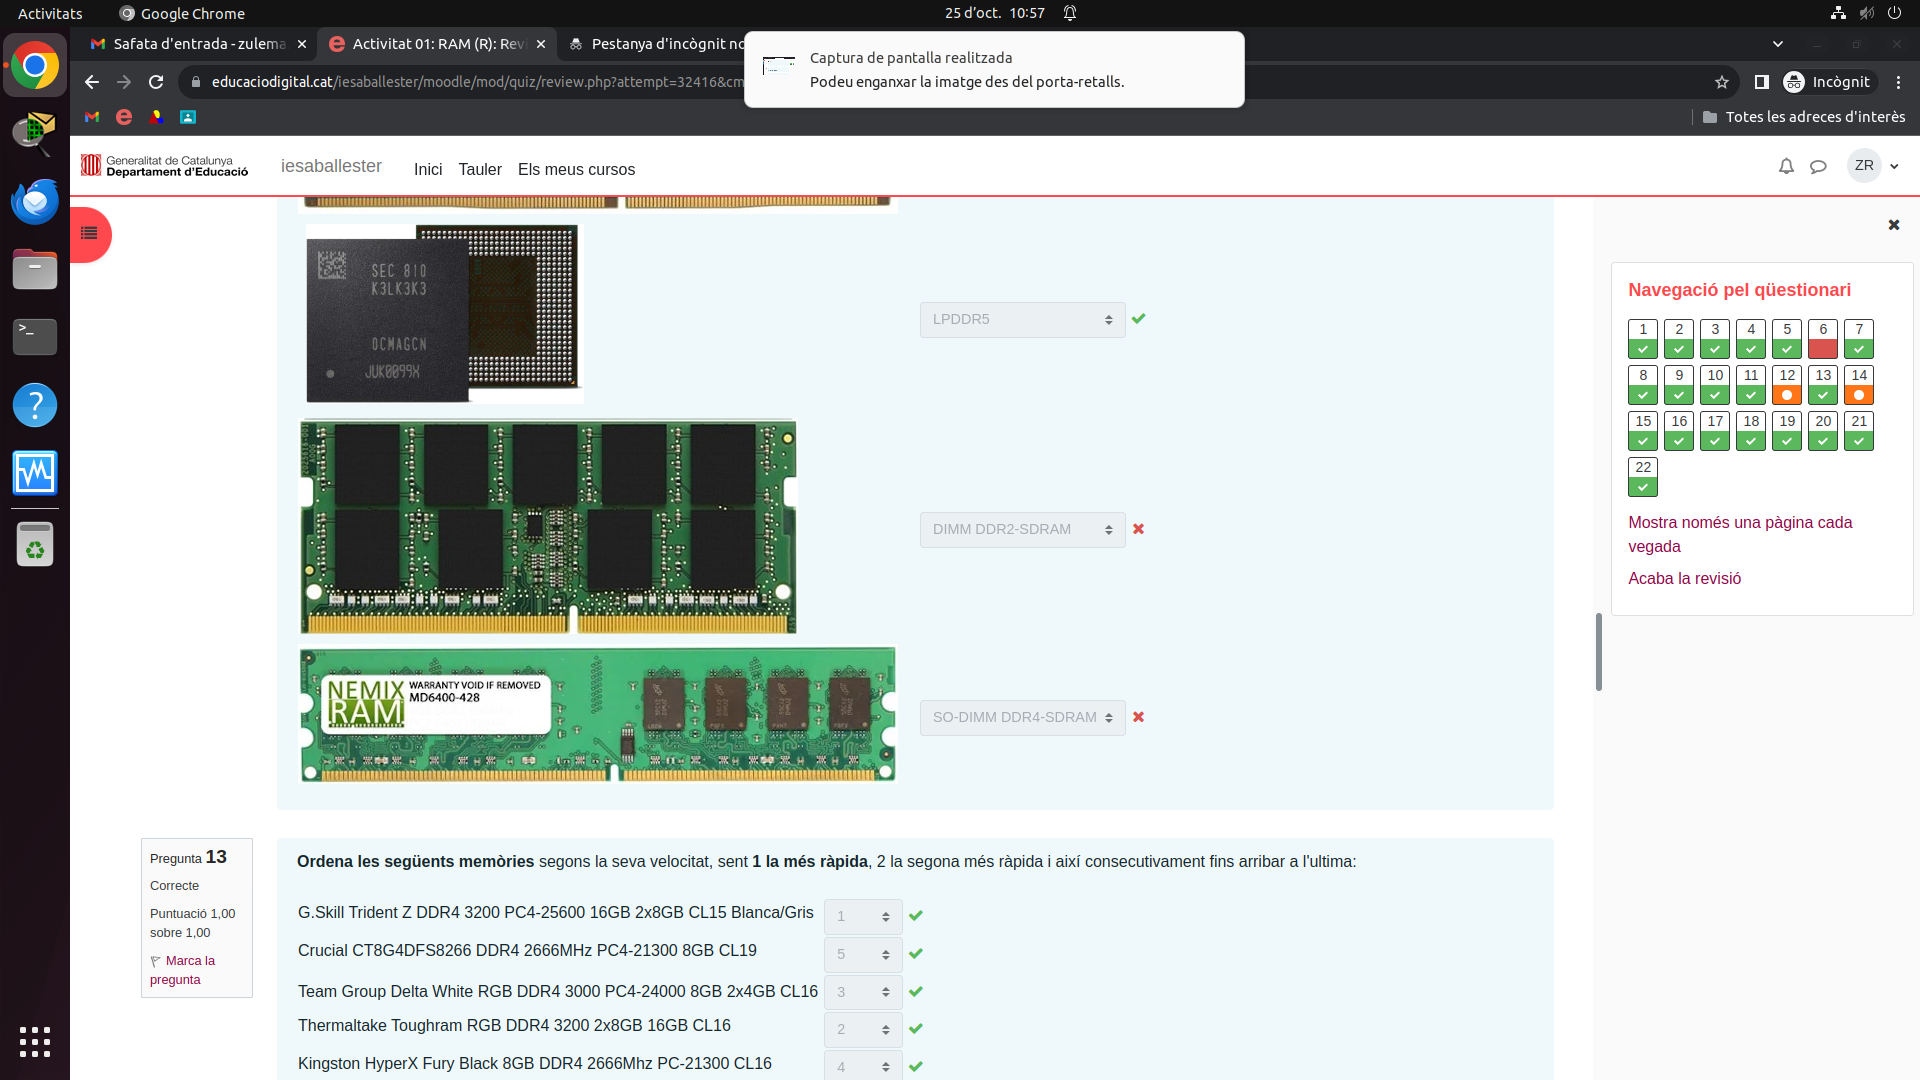 Activitats
Google Chrome
25 d'oct. 10:57
Safata d'entrada - zulema
Activitat 01: RAM (R): Rev
Pestanya d'incògnit no
Captura de pantalla realitzada
Podeu enganxar la imatge des del porta-retalls.
educaciodigital.cat/iesaballester/moodle/mod/quiz/review.php?attempt=32416&cm
Incògnit
Totes les adreces d'interès
Generalitat de Catalunya
Departament d'Educació
iesaballester
Inici
Tauler
Els meus cursos
ZR
SEC 810
K3LK3K3
DCMAGCN
JUK0099X
LPDDR5
DIMM DDR2-SDRAM
NEMIX
RAM
WARRANTY VOID IF REMOVED
MD6400-428
SO-DIMM DDR4-SDRAM
Navegació pel qüestionari
1 2 3 4 5 6 7
8 9 10 11 12 13 14
15 16 17 18 19 20 21
22
Mostra només una pàgina cada
vegada
Acaba la revisió
Pregunta 13
Correcte
Puntuació 1,00
sobre 1,00
Marca la
pregunta
Ordena les següents memòries segons la seva velocitat, sent 1 la més ràpida, 2 la segona més ràpida i així consecutivament fins arribar a l'ultima:
G.Skill Trident Z DDR4 3200 PC4-25600 16GB 2x8GB CL15 Blanca/Gris 1
Crucial CT8G4DFS8266 DDR4 2666MHz PC4-21300 8GB CL19 5
Team Group Delta White RGB DDR4 3000 PC4-24000 8GB 2x4GB CL16 3
Thermaltake Toughram RGB DDR4 3200 2x8GB 16GB CL16 2
Kingston HyperX Fury Black 8GB DDR4 2666Mhz PC-21300 CL16 4